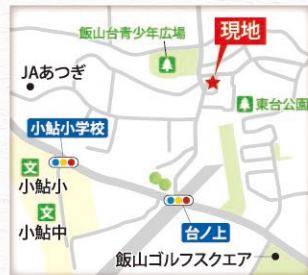 飯山台青少年広場
現地
JAあつぎ
東台公園
小鮎小学校
文
小鮎小
文
小鮎中
台ノ上
飯山ゴルフスクエア